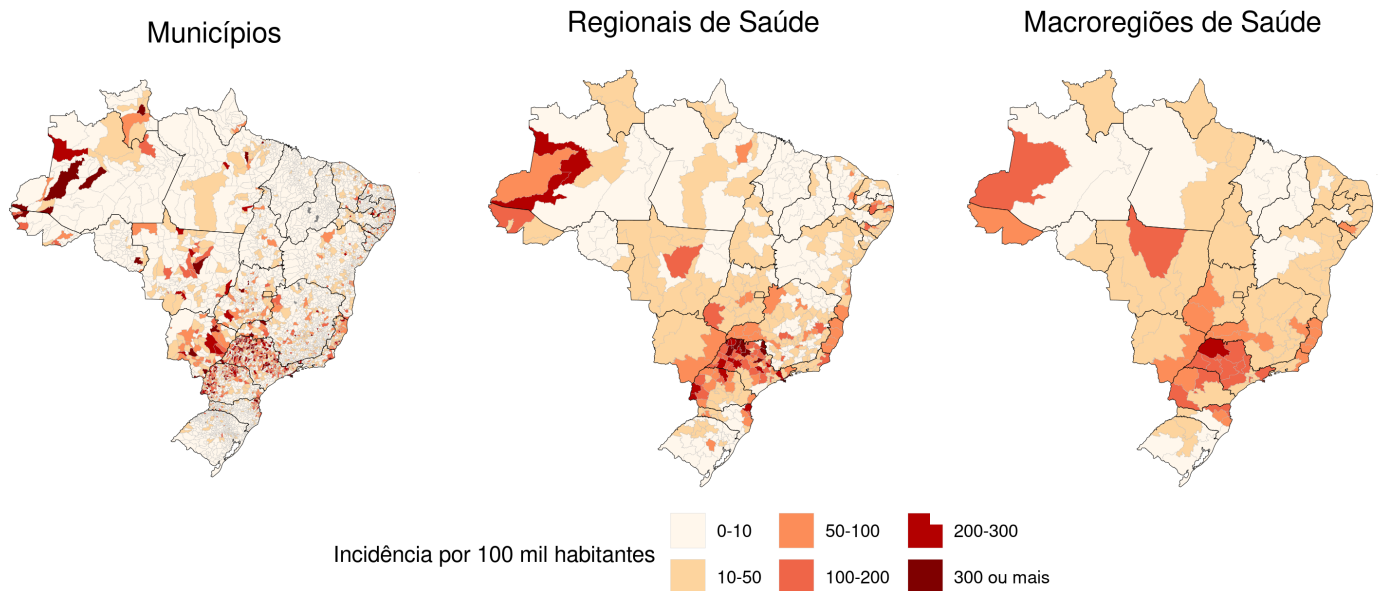 Municípios
Regionais de Saúde
Macroregiões de Saúde
Incidência por 100 mil habitantes
0-10
50-100
200-300
10-50
100-200
300 ou mais